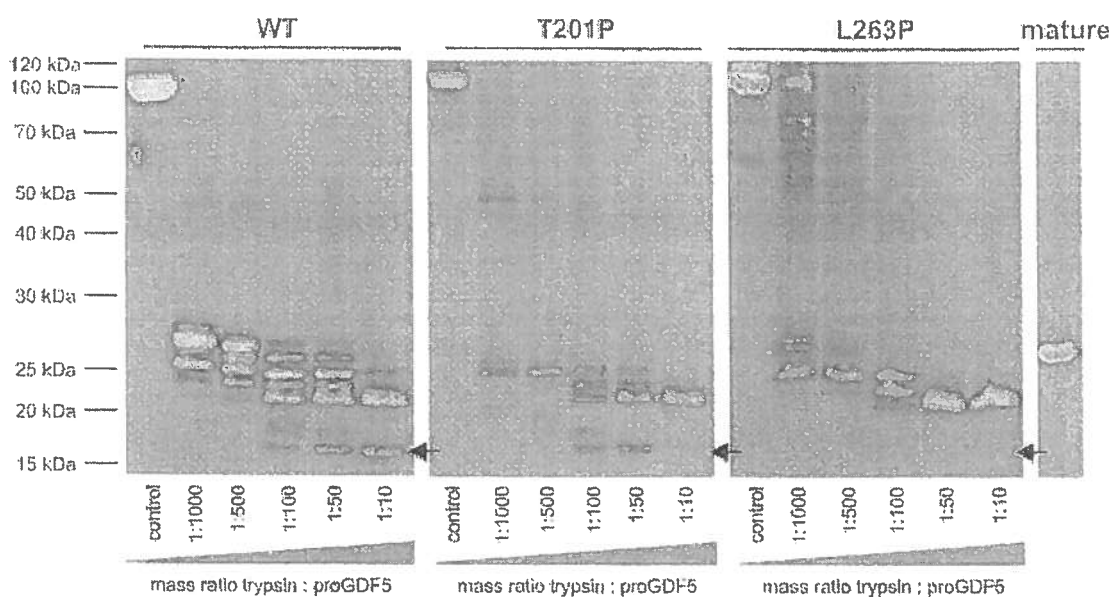 WT T201P L263P mature
120 kDa
100 kDa
70 kDa
50 kDa
40 kDa
30 kDa
25 kDa
20 kDa
15 kDa
control 1:1000 1:500 1:100 1:50 1:10 control 1:1000 1:500 1:100 1:50 1:10 control 1:1000 1:500 1:100 1:50 1:10
mass ratio trypsin : proGDF5 mass ratio trypsin : proGDF5 mass ratio trypsin : proGDF5